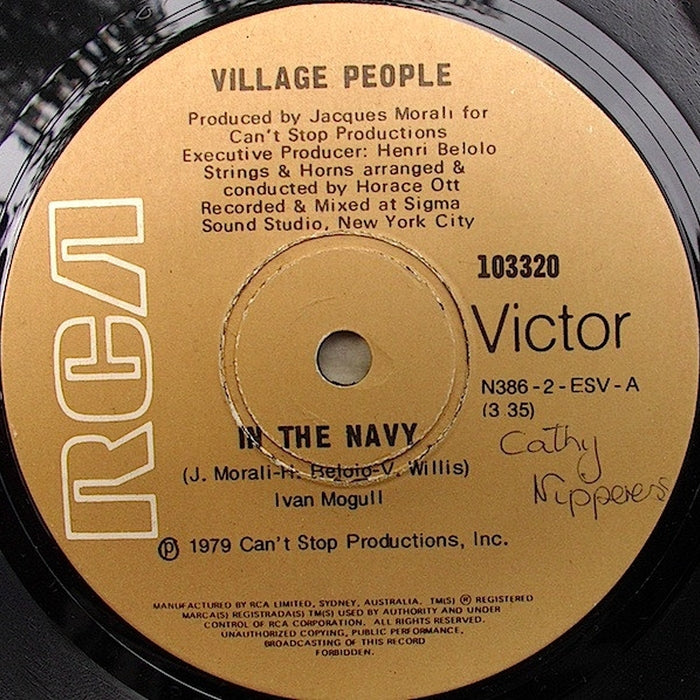 VILLAGE PEOPLE
Produced by Jacques Morali for
Can't Stop Productions
Executive Producer: Henri Belolo
Strings & Horns arranged &
conducted by Horace Ott
Recorded & Mixed at Sigma
Sound Studio, New York City
RCA
103320
Victor
N386-2-ESV-A
(3 35)
Cathy
IN THE NAVY
(J. Morali-H. Belolo-V. Willis)
Ivan Mogull
℗ 1979 Can't Stop Productions, Inc.
MANUFACTURED BY RCA LIMITED, SYDNEY, AUSTRALIA. TM(S) ® REGISTERED
MARCA(S) REGISTRADA(S) TM(S) USED BY AUTHORITY AND UNDER
CONTROL OF RCA CORPORATION. ALL RIGHTS RESERVED.
UNAUTHORIZED COPYING, PUBLIC PERFORMANCE,
BROADCASTING OF THIS RECORD
FORBIDDEN.